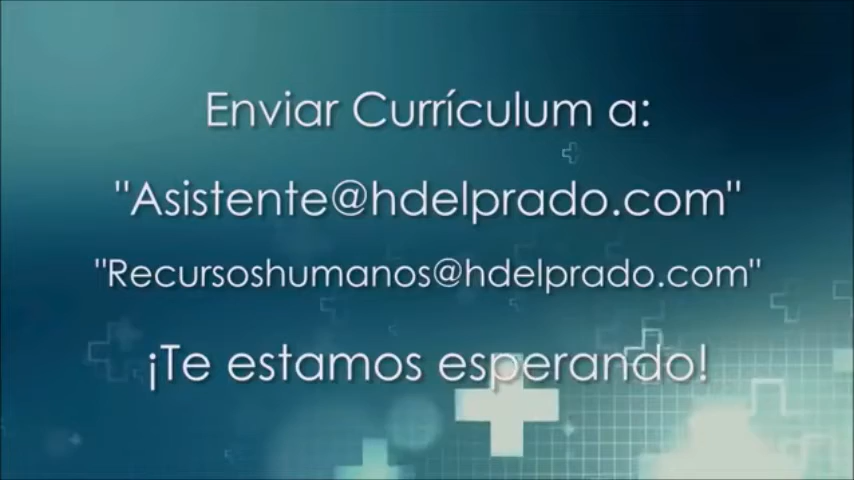 Enviar Currículum a:
"Asistente@hdelprado.com"
"Recursoshumanos@hdelprado.com"
¡Te estamos esperando!